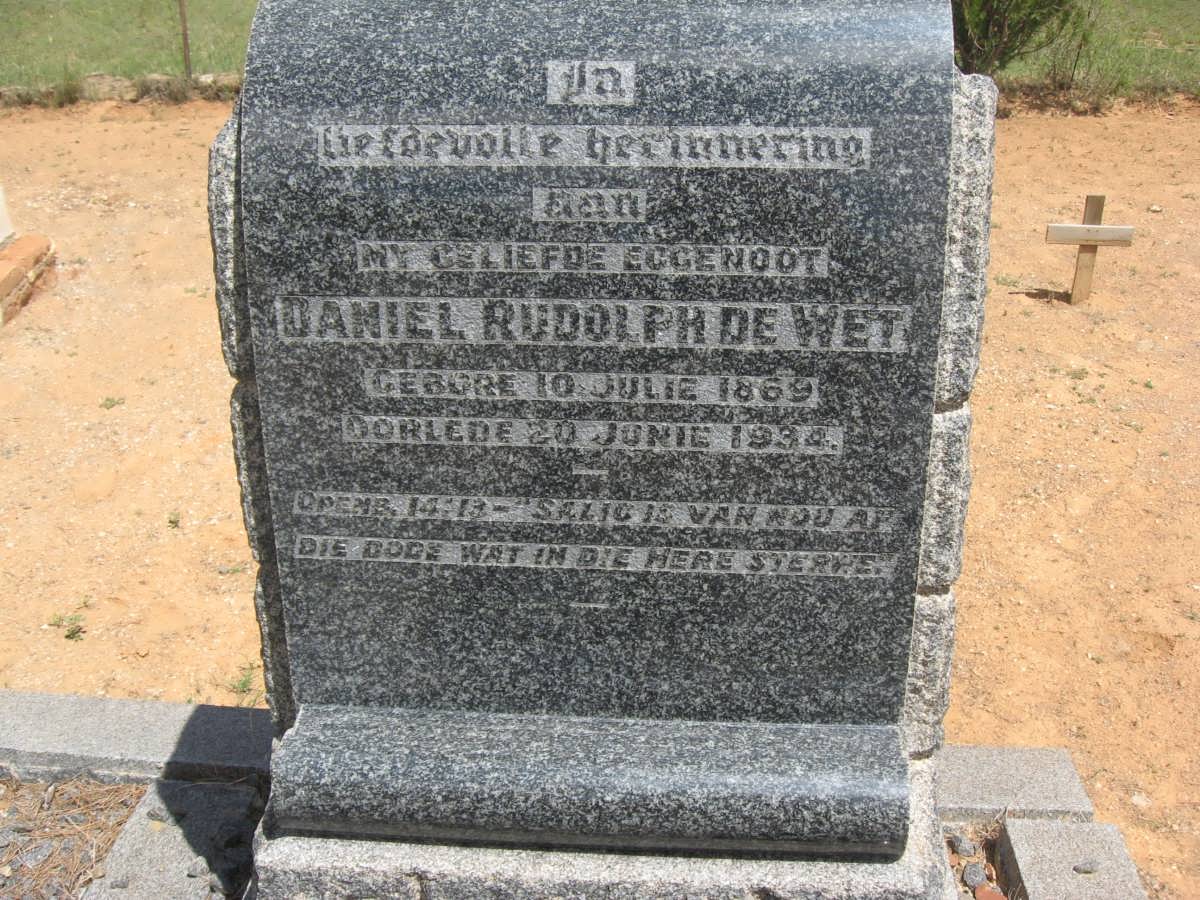 In
liefdevolle herinnering
aan
MY GELIEFDE EGGENOOT
DANIEL RUDOLPH DE WET
GEBORE 10 JULIE 1869
OORLEDE 20 JUNIE 1934.
OPENB. 14:13 – SALIG IS VAN NOU AF
DIE DODE WAT IN DIE HERE STERWE.